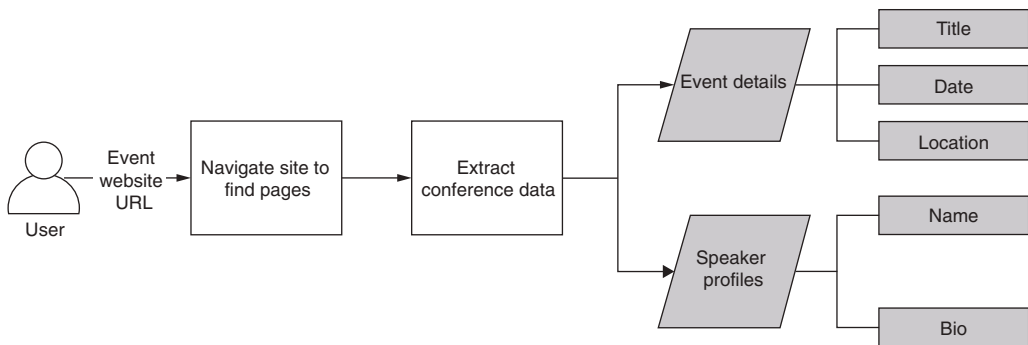 User
Event
website
URL
Navigate site to
find pages
Extract
conference data
Event details
Title
Date
Location
Speaker
profiles
Name
Bio